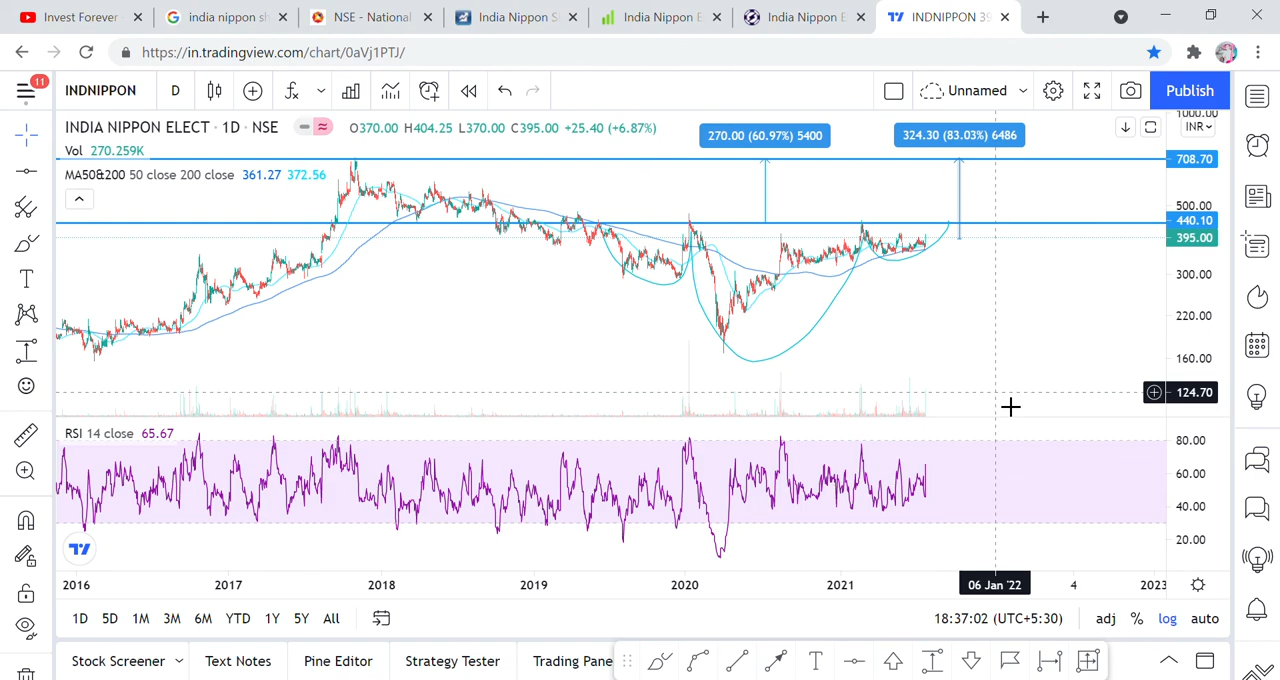 Invest Forever
india nippon sh
NSE - National
India Nippon S
India Nippon E
India Nippon E
INDNIPPON 39
https://in.tradingview.com/chart/0aVj1PTJ/
11
INDNIPPON
D
Unnamed
Publish
INDIA NIPPON ELECT · 1D · NSE
O370.00 H404.25 L370.00 C395.00 +25.40 (+6.87%)
Vol 270.259K
MA50&200 50 close 200 close 361.27 372.56
270.00 (60.97%) 5400
324.30 (83.03%) 6486
1000.00
INR
708.70
500.00
440.10
395.00
300.00
220.00
160.00
124.70
RSI 14 close 65.67
80.00
60.00
40.00
20.00
2016 2017 2018 2019 2020 2021 06 Jan '22 4 2023
1D 5D 1M 3M 6M YTD 1Y 5Y All
18:37:02 (UTC+5:30) adj % log auto
Stock Screener Text Notes Pine Editor Strategy Tester Trading Pane